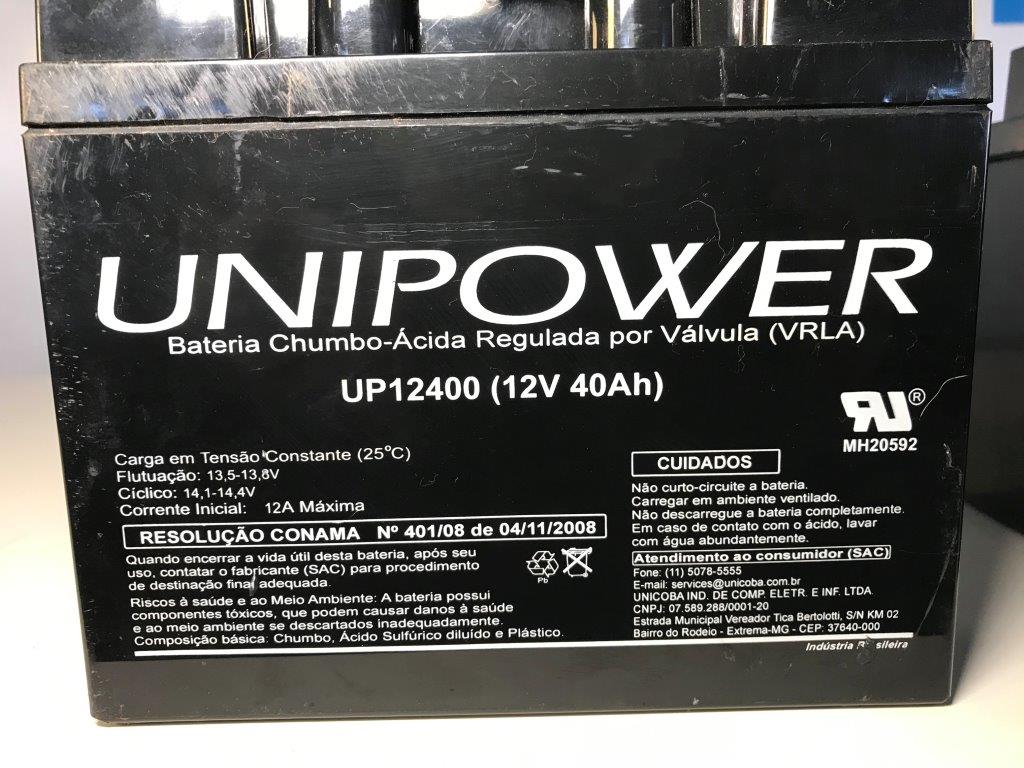 UNIPOWER
Bateria Chumbo-Ácida Regulada por Válvula (VRLA)
UP12400 (12V 40Ah)
RU®
MH20592
Carga em Tensão Constante (25°C)
Flutuação: 13,5-13,8V
Cíclico: 14,1-14,4V
Corrente Inicial: 12A Máxima
RESOLUÇÃO CONAMA Nº 401/08 de 04/11/2008
Quando encerrar a vida útil desta bateria, após seu
uso, contatar o fabricante (SAC) para procedimento
de destinação final adequada.
Pb
Riscos à saúde e ao Meio Ambiente: A bateria possui
componentes tóxicos, que podem causar danos à saúde
e ao meio ambiente se descartados inadequadamente.
Composição básica: Chumbo, Ácido Sulfúrico diluído e Plástico.
CUIDADOS
Não curto-circuite a bateria.
Carregar em ambiente ventilado.
Não descarregue a bateria completamente.
Em caso de contato com o ácido, lavar
com água abundantemente.
Atendimento ao consumidor (SAC)
Fone: (11) 5078-5555
E-mail: services@unicoba.com.br
UNICOBA IND. DE COMP. ELETR. E INF. LTDA.
CNPJ: 07.589.288/0001-20
Estrada Municipal Vereador Tica Bertolotti, S/N KM 02
Bairro do Rodeio - Extrema-MG - CEP: 37640-000
Indústria Brasileira